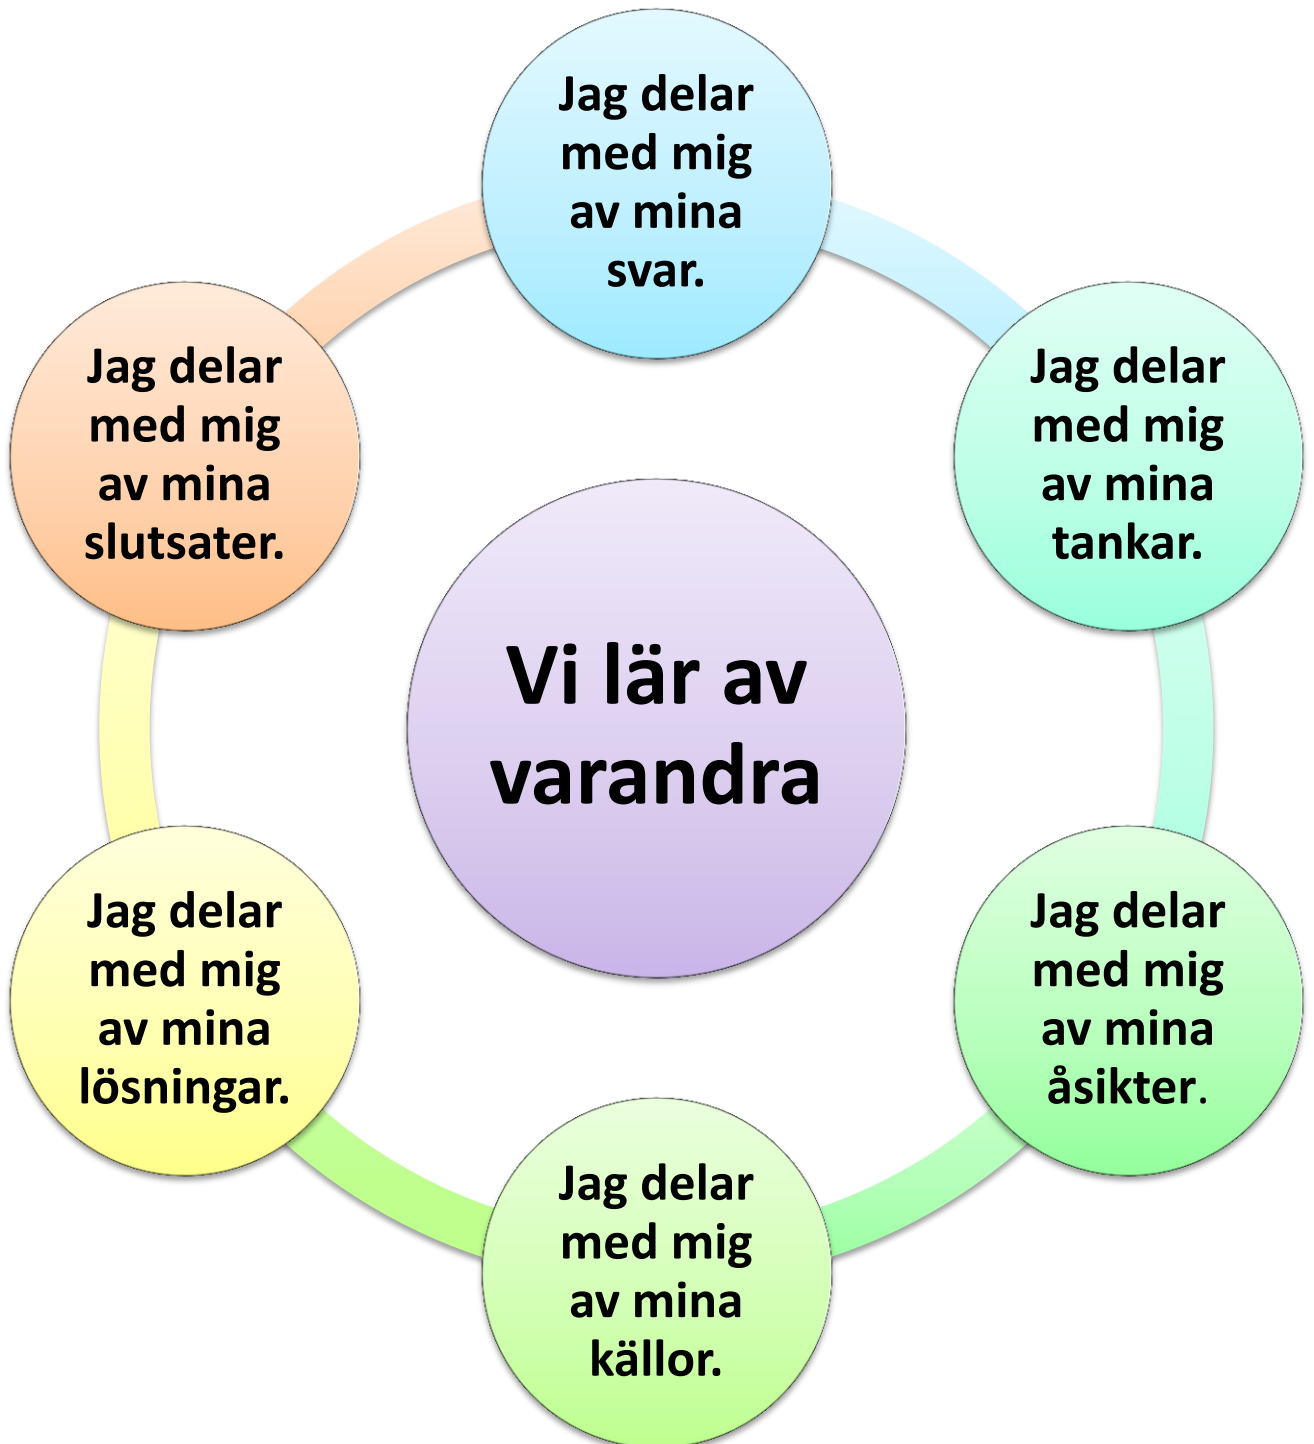 Jag delar
med mig
av mina
svar.
Jag delar
med mig
av mina
tankar.
Jag delar
med mig
av mina
åsikter.
Jag delar
med mig
av mina
källor.
Jag delar
med mig
av mina
lösningar.
Jag delar
med mig
av mina
slutsater.
Vi lär av
varandra